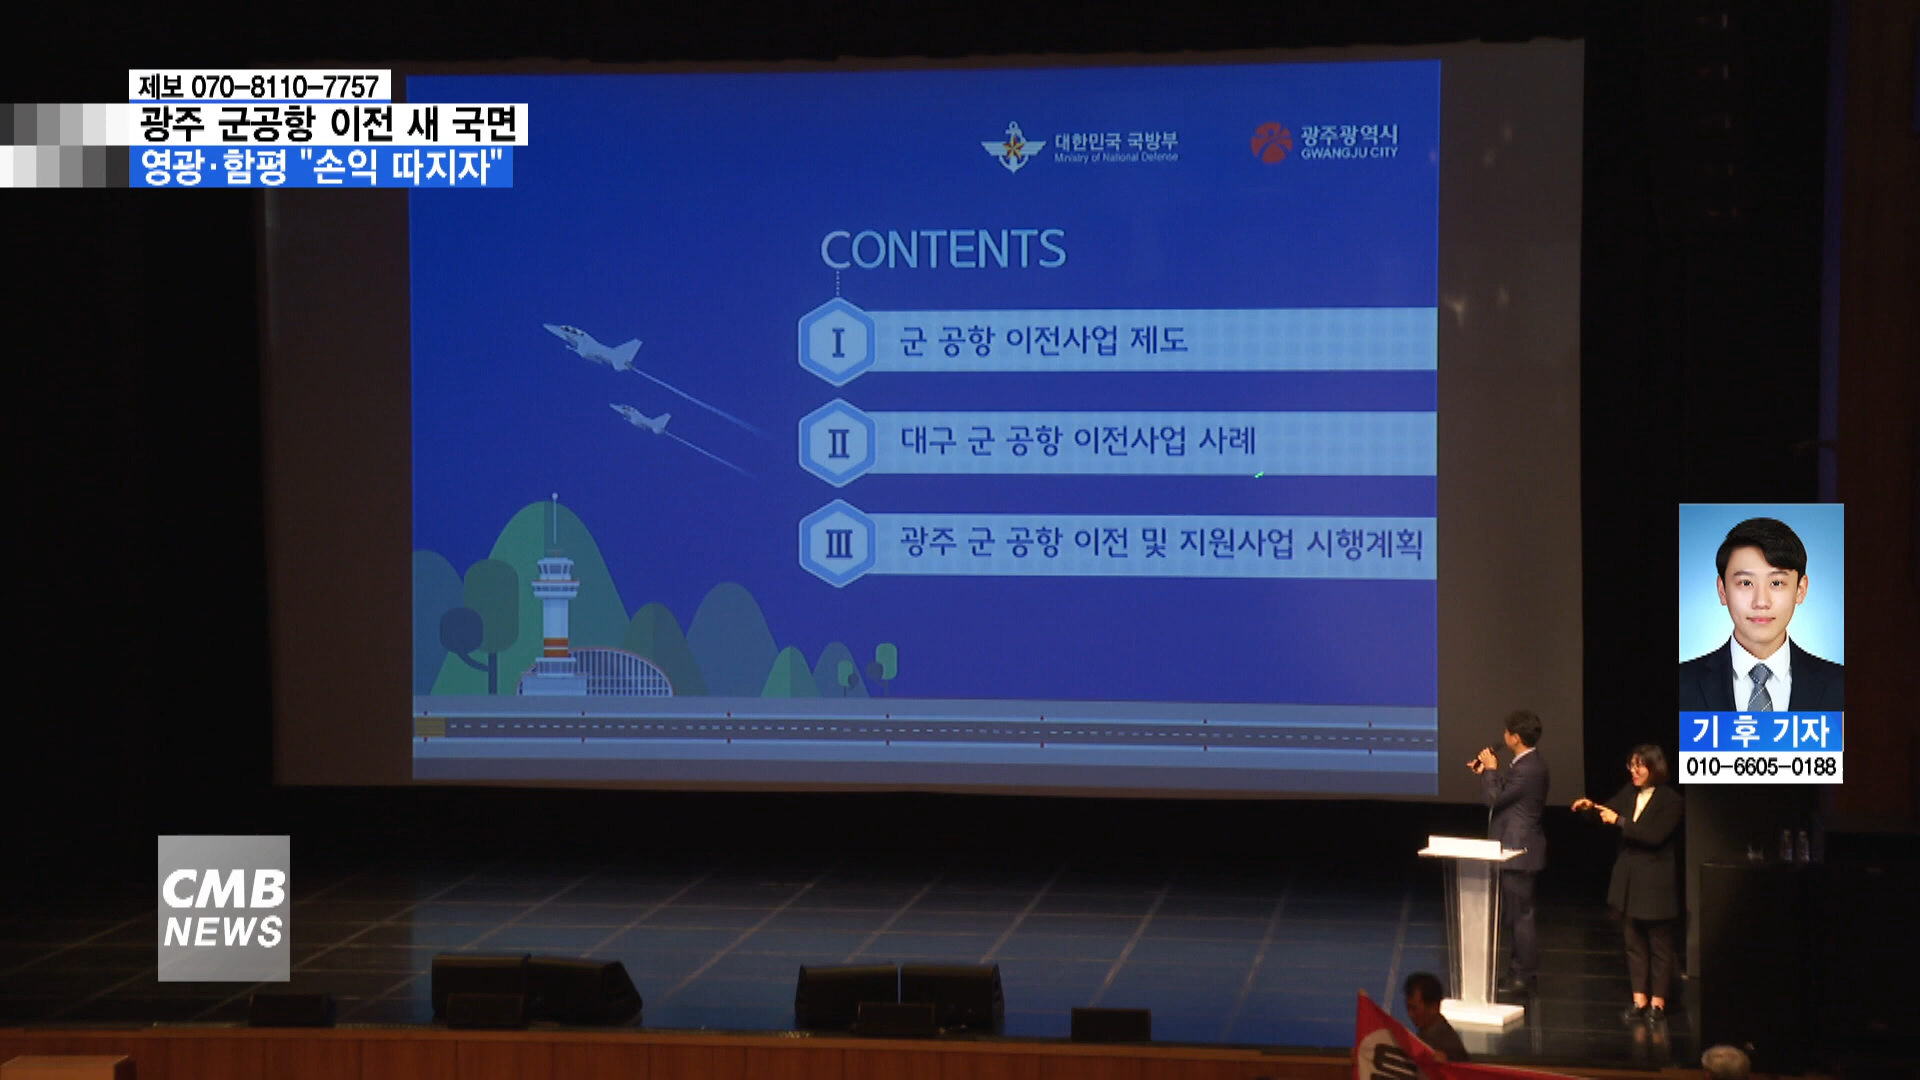 제보 070-8110-7757
광주 군공항 이전 새 국면
영광·함평 "손익 따지자"
대한민국 국방부
Ministry of National Defense
광주광역시
GWANGJU CITY
CONTENTS
Ⅰ 군 공항 이전사업 제도
Ⅱ 대구 군 공항 이전사업 사례
Ⅲ 광주 군 공항 이전 및 지원사업 시행계획
기 후 기자
010-6605-0188
CMB
NEWS